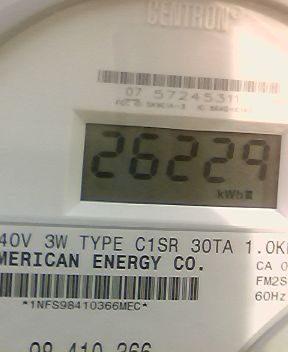 CENTRON®
07 57245311
26229
kWh
40V 3W TYPE C1SR 30TA 1.0K
MERICAN ENERGY CO.
CA 0
FM2S
60Hz
*1NFS98410366MEC*
98 410 366